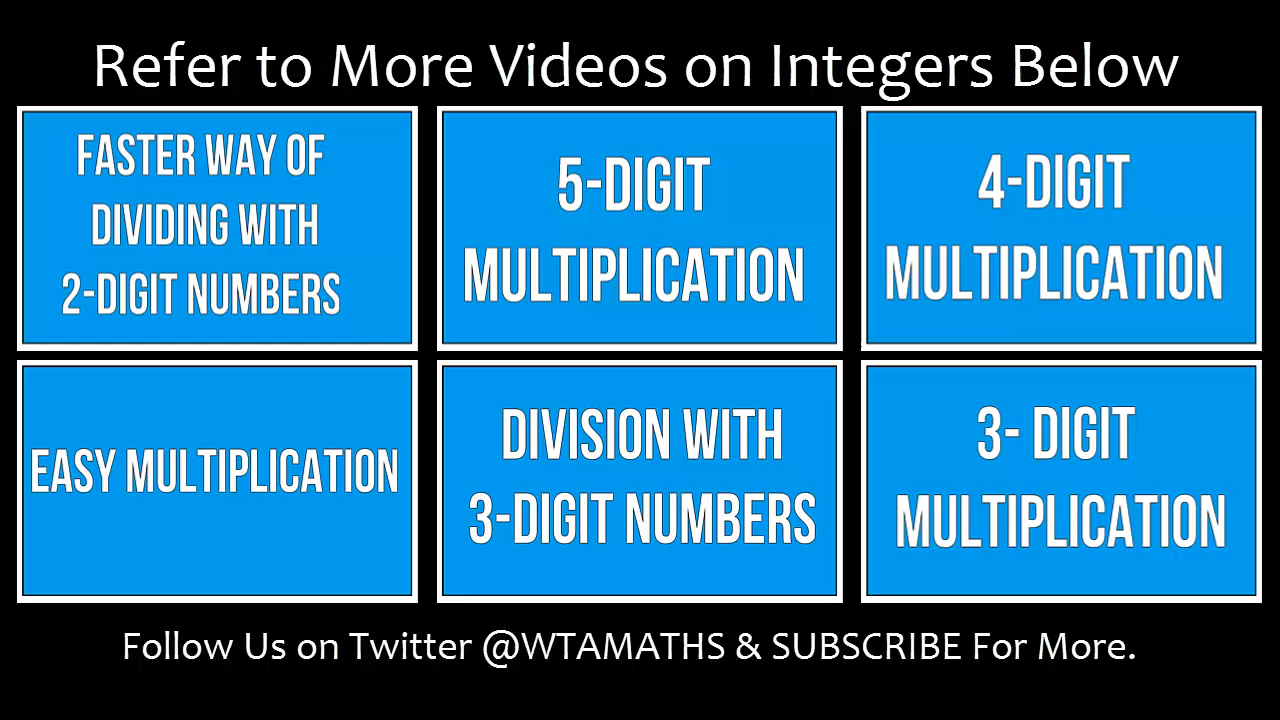 Refer to More Videos on Integers Below
FASTER WAY OF
DIVIDING WITH
2-DIGIT NUMBERS
5-DIGIT
MULTIPLICATION
4-DIGIT
MULTIPLICATION
EASY MULTIPLICATION
DIVISION WITH
3-DIGIT NUMBERS
3- DIGIT
MULTIPLICATION
Follow Us on Twitter @WTAMATHS & SUBSCRIBE For More.